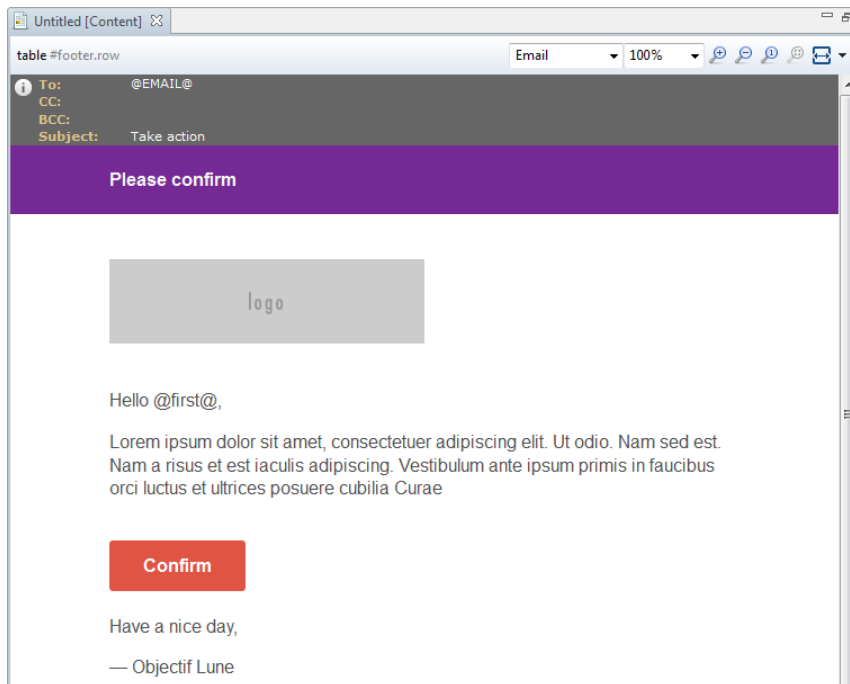 Untitled [Content]
table #footer.row
Email
100%
To: @EMAIL@
CC:
BCC:
Subject: Take action
Please confirm
logo
Hello @first@,
Lorem ipsum dolor sit amet, consectetuer adipiscing elit. Ut odio. Nam sed est.
Nam a risus et est iaculis adipiscing. Vestibulum ante ipsum primis in faucibus
orci luctus et ultrices posuere cubilia Curae
Confirm
Have a nice day,
— Objectif Lune